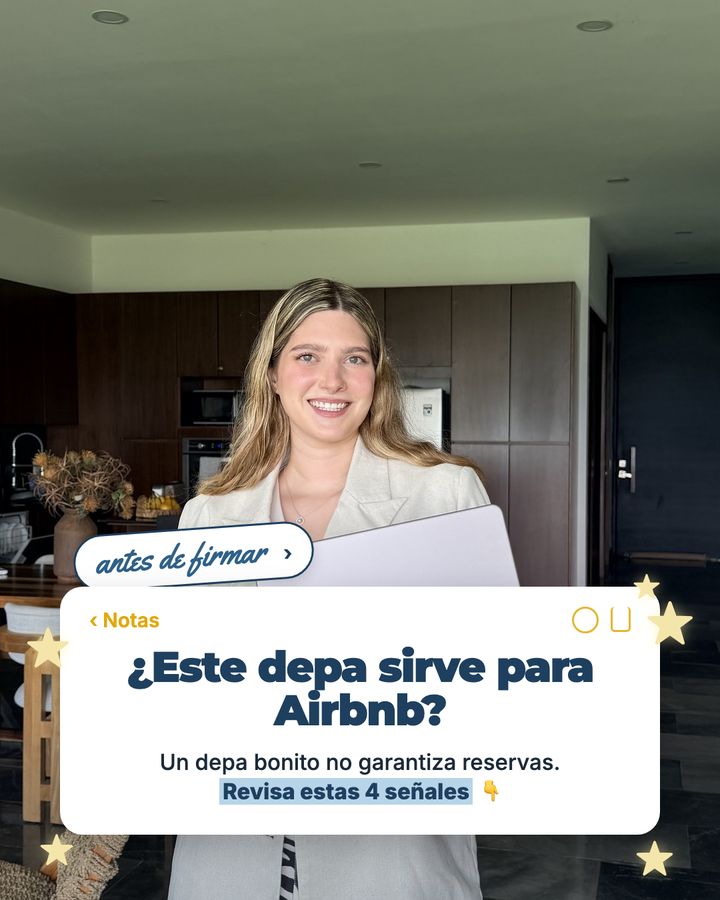 antes de firmar ›
‹ Notas
¿Este depa sirve para
Airbnb?
Un depa bonito no garantiza reservas.
Revisa estas 4 señales 👇